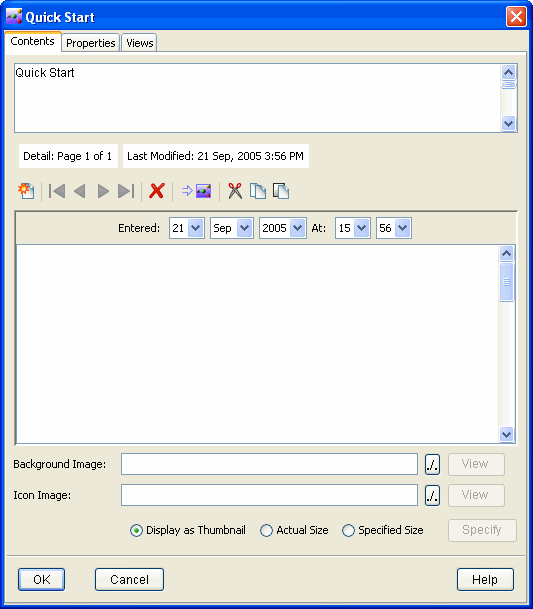 Quick Start
Contents Properties Views
Quick Start
Detail: Page 1 of 1 Last Modified: 21 Sep, 2005 3:56 PM
Entered: 21 Sep 2005 At: 15 56
Background Image: ./. View
Icon Image: ./. View
Display as Thumbnail Actual Size Specified Size Specify
OK Cancel Help